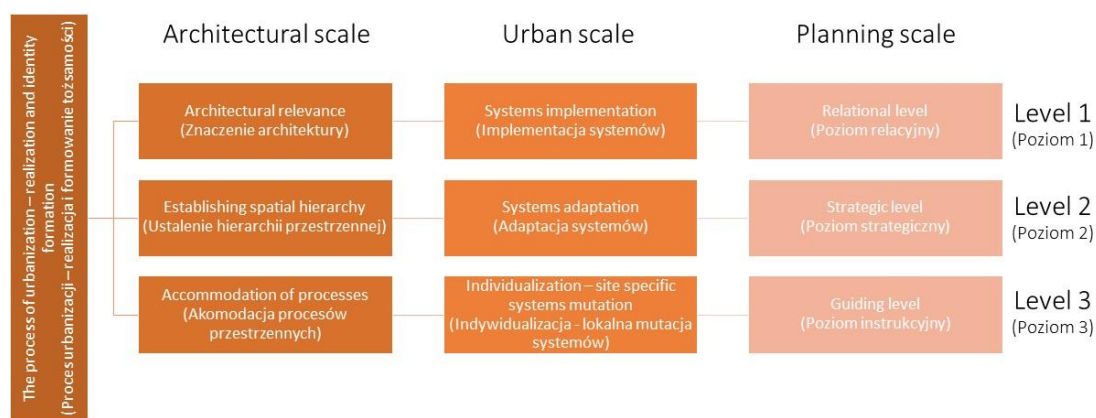 The process of urbanization – realization and identity
formation
(Proces urbanizacji – realizacja i formowanie tożsamości)
Architectural scale
Urban scale
Planning scale
Architectural relevance
(Znaczenie architektury)
Systems implementation
(Implementacja systemów)
Relational level
(Poziom relacyjny)
Level 1
(Poziom 1)
Establishing spatial hierarchy
(Ustalenie hierarchii przestrzennej)
Systems adaptation
(Adaptacja systemów)
Strategic level
(Poziom strategiczny)
Level 2
(Poziom 2)
Accommodation of processes
(Akomodacja procesów
przestrzennych)
Individualization – site specific
systems mutation
(Indywidualizacja - lokalna mutacja
systemów)
Guiding level
(Poziom instrukcyjny)
Level 3
(Poziom 3)